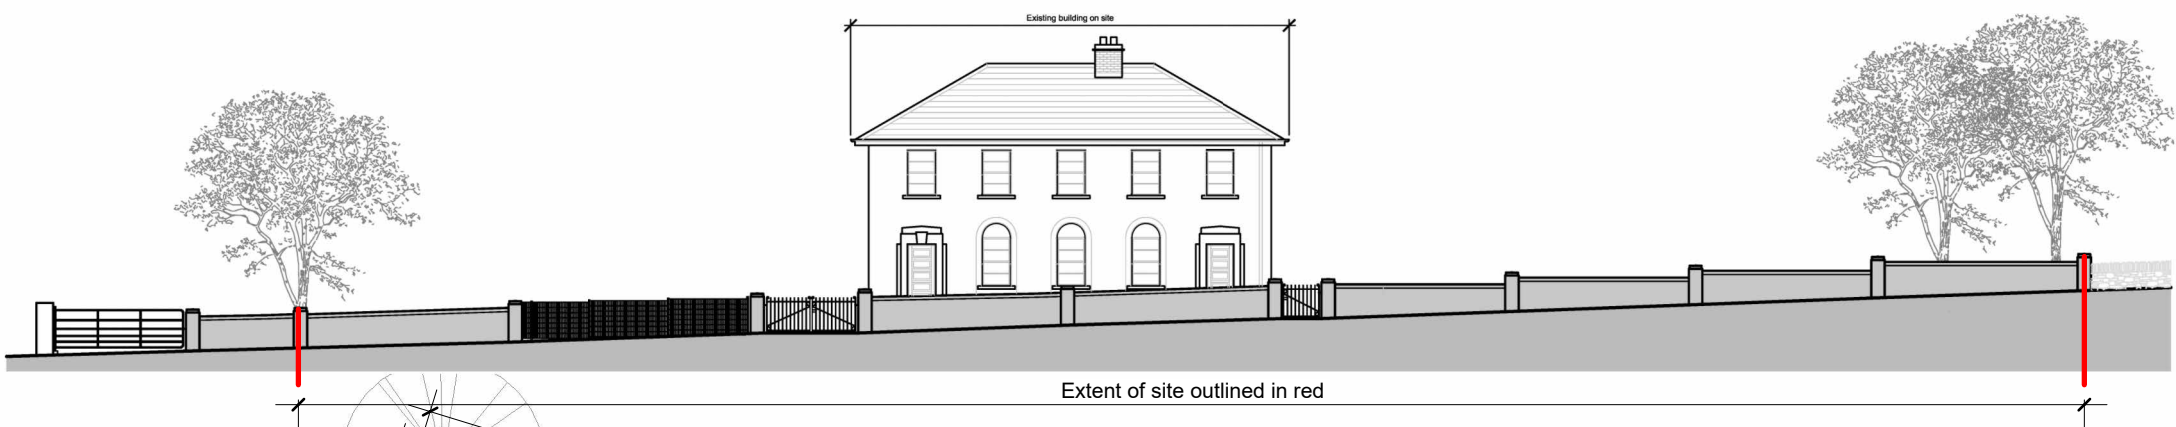 Existing building on site
Extent of site outlined in red